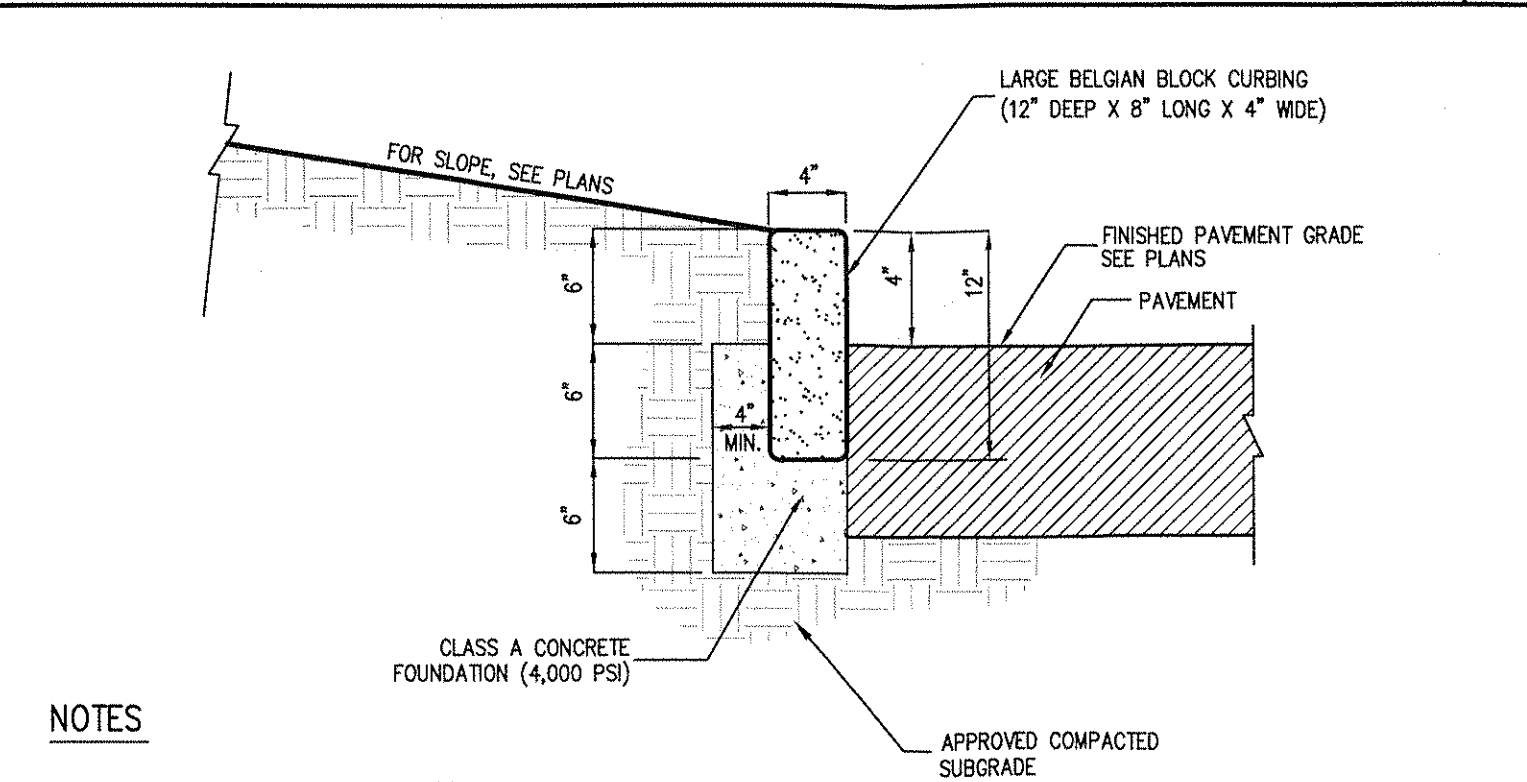 LARGE BELGIAN BLOCK CURBING
(12" DEEP X 8" LONG X 4" WIDE)
FOR SLOPE, SEE PLANS
4"
FINISHED PAVEMENT GRADE
SEE PLANS
6"
4"
12"
PAVEMENT
6"
4"
MIN.
6"
CLASS A CONCRETE
FOUNDATION (4,000 PSI)
NOTES
APPROVED COMPACTED
SUBGRADE